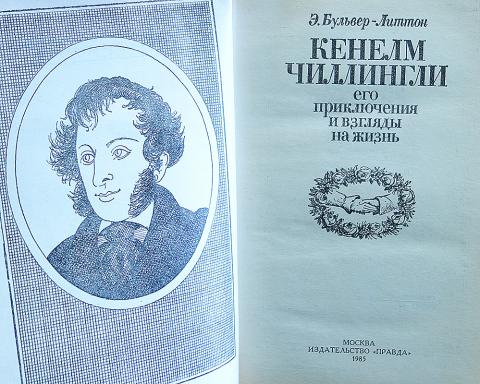 Э. Бульвер-Литтон
КЕНЕЛМ
ЧИЛЛИНГЛИ
его
приключения
и взгляды
на жизнь
МОСКВА
ИЗДАТЕЛЬСТВО «ПРАВДА»
1985